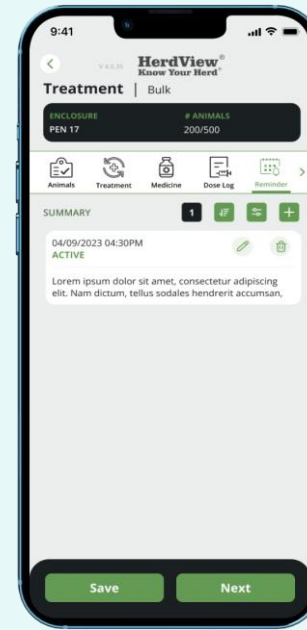 9:41
V 4.0.35 HerdView®
Know Your Herd®
Treatment | Bulk
ENCLOSURE # ANIMALS
PEN 17 200/500
Animals Treatment Medicine Dose Log Reminder
SUMMARY 1
04/09/2023 04:30PM
ACTIVE
Lorem ipsum dolor sit amet, consectetur adipiscing
elit. Nam dictum, tellus sodales hendrerit accumsan,
Save Next